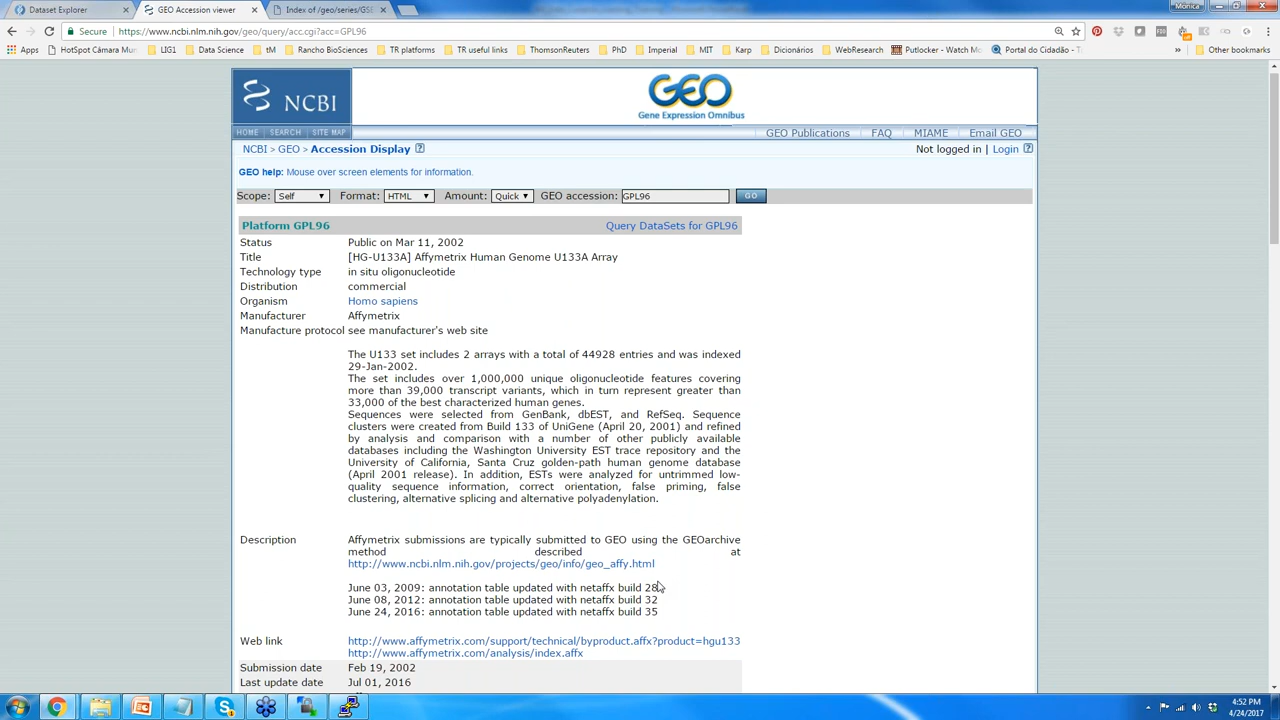 Dataset Explorer
GEO Accession viewer
Index of /geo/series/GSE
Monica
Secure
https://www.ncbi.nlm.nih.gov/geo/query/acc.cgi?acc=GPL96
Apps
HotSpot Câmara Mun
LIG1
Data Science
tM
Rancho BioSciences
TR platforms
TR useful links
ThomsonReuters
PhD
Imperial
MIT
Karp
Dicionários
WebResearch
Putlocker - Watch Mo
Portal do Cidadão - T
»
Other bookmarks
NCBI
GEO
Gene Expression Omnibus
HOME | SEARCH | SITE MAP
GEO Publications
FAQ
MIAME
Email GEO
NCBI > GEO > Accession Display
Not logged in | Login
GEO help: Mouse over screen elements for information.
Scope: Self
Format: HTML
Amount: Quick
GEO accession: GPL96
GO
Platform GPL96
Query DataSets for GPL96
Status Public on Mar 11, 2002
Title [HG-U133A] Affymetrix Human Genome U133A Array
Technology type in situ oligonucleotide
Distribution commercial
Organism Homo sapiens
Manufacturer Affymetrix
Manufacture protocol see manufacturer's web site
The U133 set includes 2 arrays with a total of 44928 entries and was indexed
29-Jan-2002.
The set includes over 1,000,000 unique oligonucleotide features covering
more than 39,000 transcript variants, which in turn represent greater than
33,000 of the best characterized human genes.
Sequences were selected from GenBank, dbEST, and RefSeq. Sequence
clusters were created from Build 133 of UniGene (April 20, 2001) and refined
by analysis and comparison with a number of other publicly available
databases including the Washington University EST trace repository and the
University of California, Santa Cruz golden-path human genome database
(April 2001 release). In addition, ESTs were analyzed for untrimmed low-
quality sequence information, correct orientation, false priming, false
clustering, alternative splicing and alternative polyadenylation.
Description Affymetrix submissions are typically submitted to GEO using the GEOarchive
method described at
http://www.ncbi.nlm.nih.gov/projects/geo/info/geo_affy.html
June 03, 2009: annotation table updated with netaffx build 28
June 08, 2012: annotation table updated with netaffx build 32
June 24, 2016: annotation table updated with netaffx build 35
Web link http://www.affymetrix.com/support/technical/byproduct.affx?product=hgu133
http://www.affymetrix.com/analysis/index.affx
Submission date Feb 19, 2002
Last update date Jul 01, 2016
4:52 PM
4/24/2017